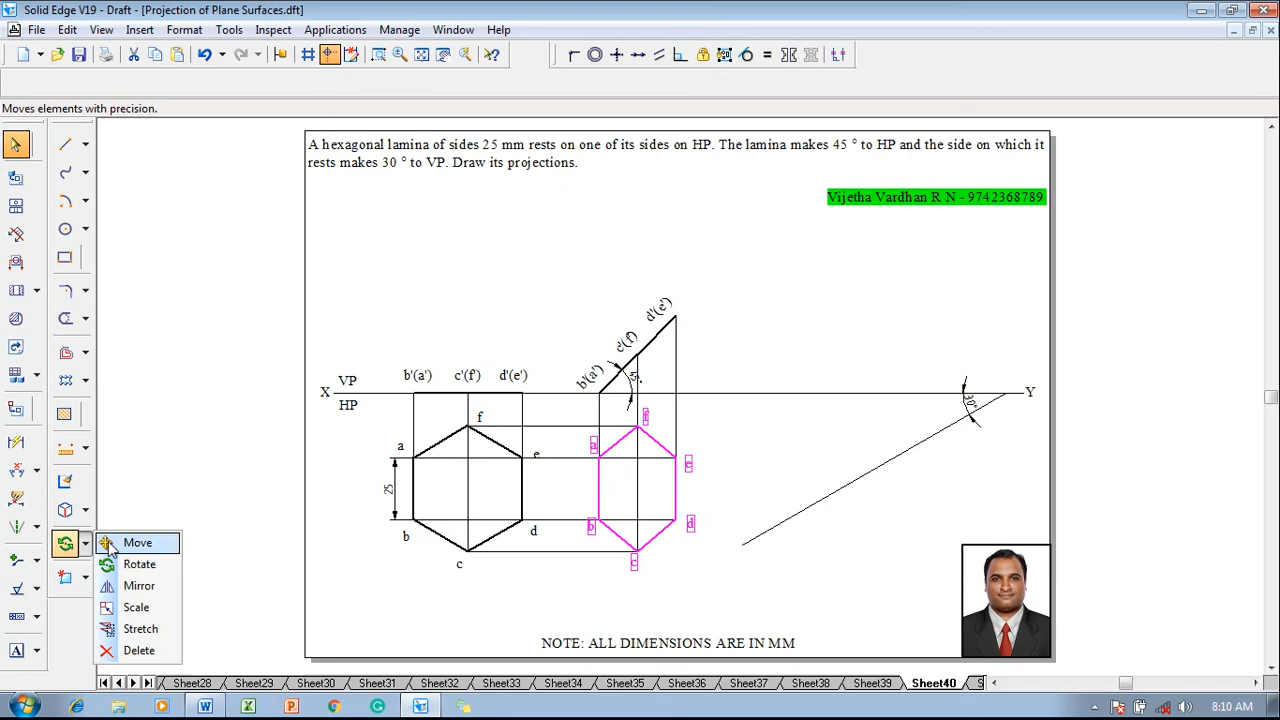 Solid Edge V19 - Draft - [Projection of Plane Surfaces.dft]
File Edit View Insert Format Tools Inspect Applications Manage Window Help
Moves elements with precision.
A hexagonal lamina of sides 25 mm rests on one of its sides on HP. The lamina makes 45 ° to HP and the side on which it
rests makes 30 ° to VP. Draw its projections.
Vijetha Vardhan R N - 9742368789
d'(e')
c'(f')
b'(a')
b'(a') c'(f') d'(e')
X VP
HP
Y
30°
f
f
a
a
e
e
25
b
b
d
d
c
c
NOTE: ALL DIMENSIONS ARE IN MM
Move
Rotate
Mirror
Scale
Stretch
Delete
A
Sheet28 Sheet29 Sheet30 Sheet31 Sheet32 Sheet33 Sheet34 Sheet35 Sheet36 Sheet37 Sheet38 Sheet39 Sheet40 S
8:10 AM